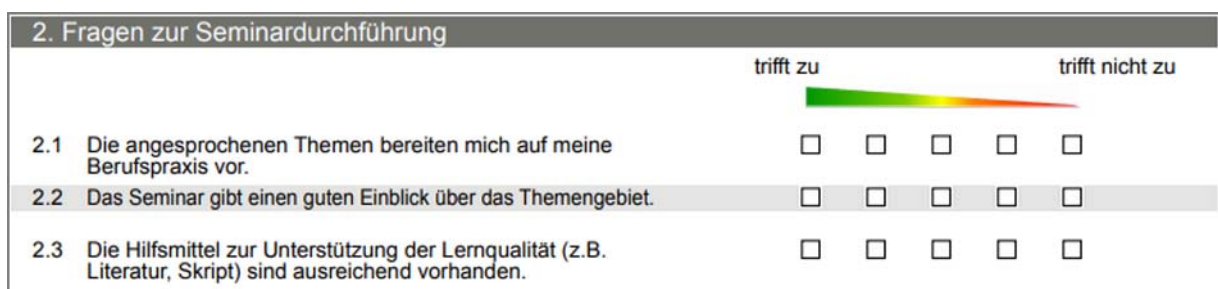 2. Fragen zur Seminardurchführung
trifft zu trifft nicht zu
2.1 Die angesprochenen Themen bereiten mich auf meine
Berufspraxis vor.
2.2 Das Seminar gibt einen guten Einblick über das Themengebiet.
2.3 Die Hilfsmittel zur Unterstützung der Lernqualität (z.B.
Literatur, Skript) sind ausreichend vorhanden.